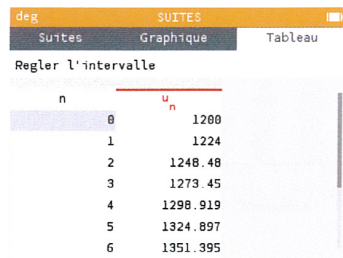 deg SUITES
Suites Graphique Tableau
Regler l'intervalle
n un
0 1200
1 1224
2 1248.48
3 1273.45
4 1298.919
5 1324.897
6 1351.395